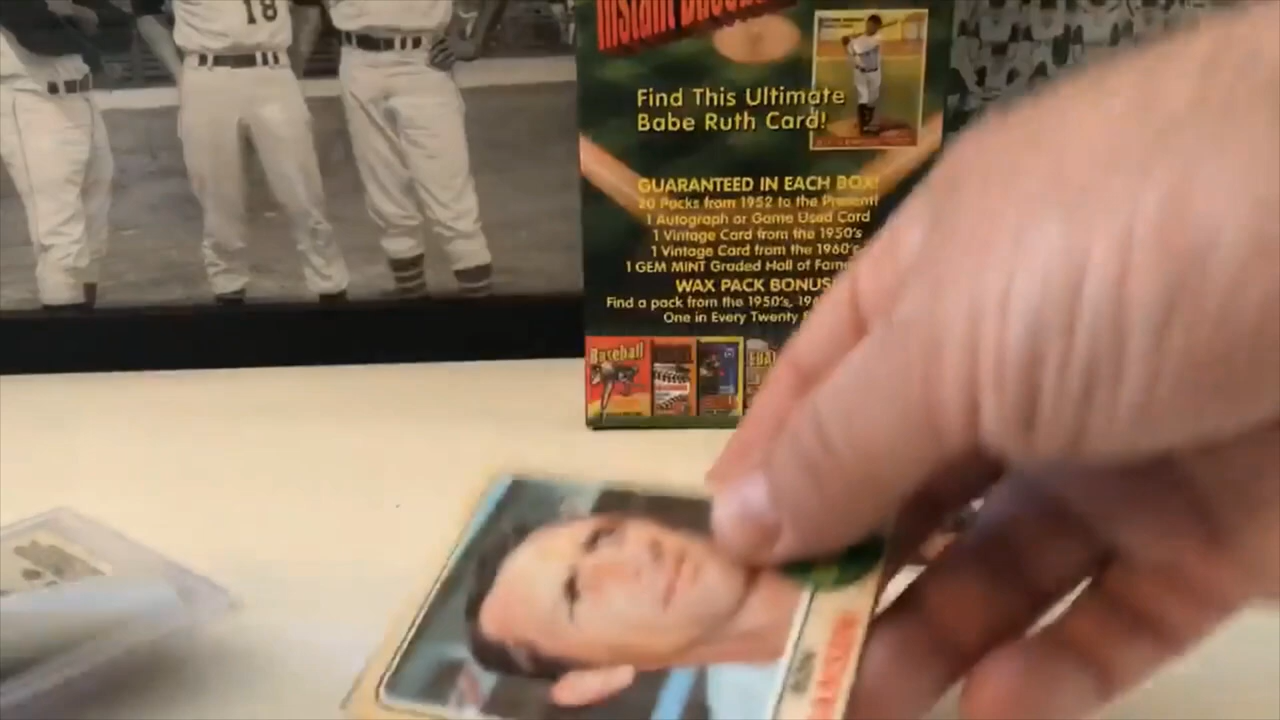 18
Instant Baseball
Find This Ultimate
Babe Ruth Card!
GUARANTEED IN EACH BOX!
20 Packs from 1952 to the Present!
1 Autograph or Game Used Card
1 Vintage Card from the 1950's
1 Vintage Card from the 1960's
1 GEM MINT Graded Hall of Fame
WAX PACK BONUS
Find a pack from the 1950's,
One in Every Twenty
Baseball